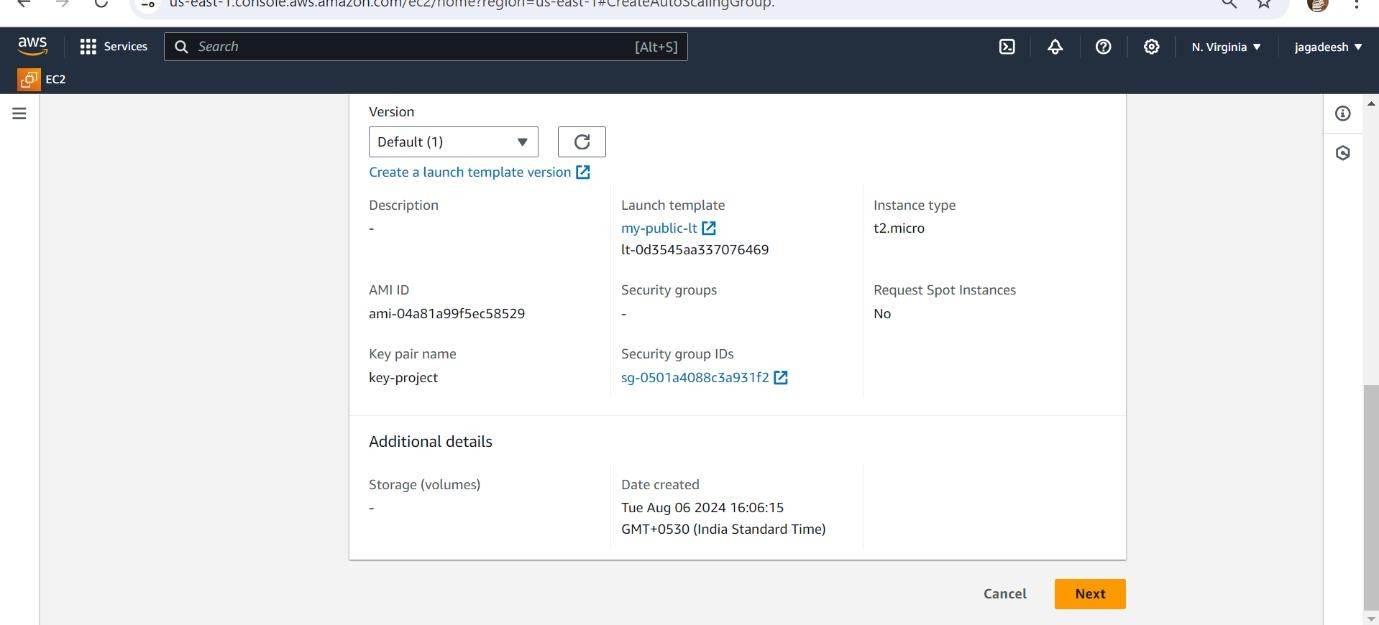 us-east-1.console.aws.amazon.com/ec2/home?region=us-east-1#CreateAutoScalingGroup:
aws
Services
Search
[Alt+S]
N. Virginia
jagadeesh
EC2
Version
Default (1)
Create a launch template version
Description
-
Launch template
my-public-lt
lt-0d3545aa337076469
Instance type
t2.micro
AMI ID
ami-04a81a99f5ec58529
Security groups
-
Request Spot Instances
No
Key pair name
key-project
Security group IDs
sg-0501a4088c3a931f2
Additional details
Storage (volumes)
-
Date created
Tue Aug 06 2024 16:06:15
GMT+0530 (India Standard Time)
Cancel
Next